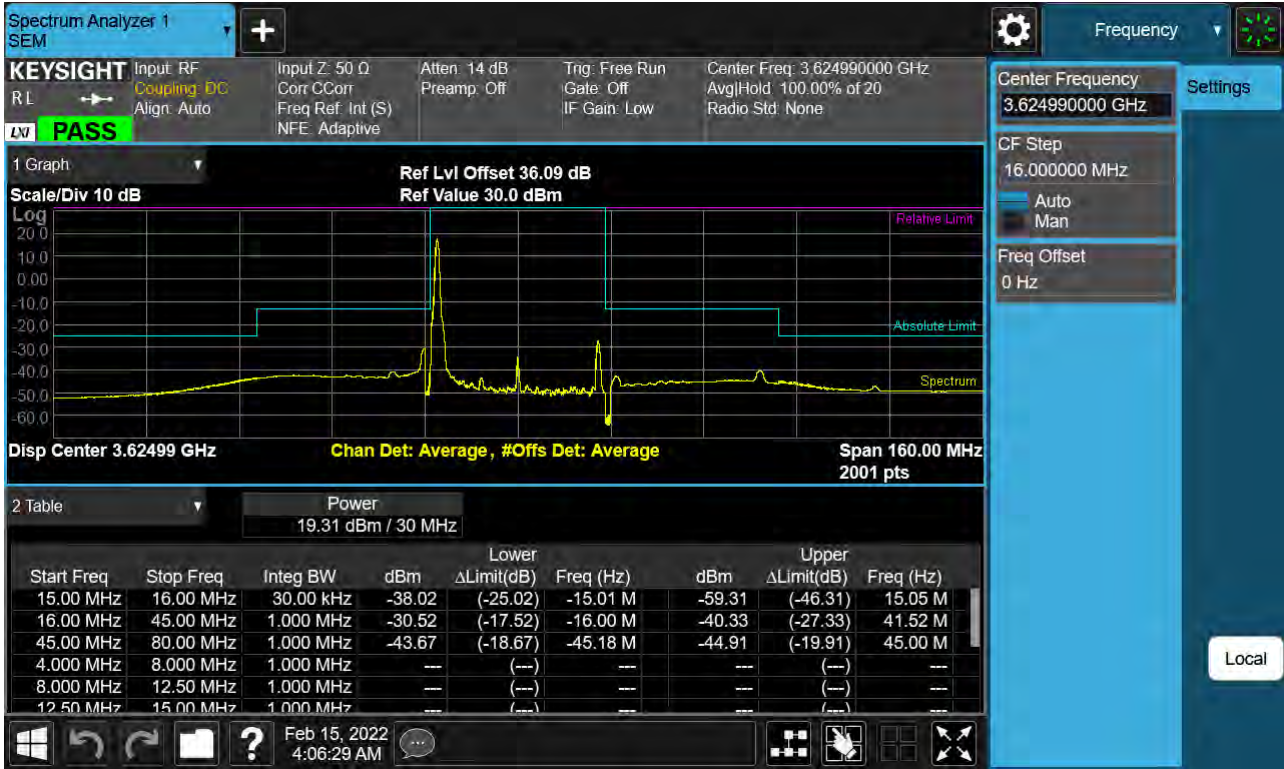 Spectrum Analyzer 1
SEM
Frequency
KEYSIGHT
R L
LXI
PASS
Input: RF
Coupling: DC
Align: Auto
Input Z: 50 Ω
Corr CCorr
Freq Ref: Int (S)
NFE: Adaptive
Atten: 14 dB
Preamp: Off
Trig: Free Run
Gate: Off
IF Gain: Low
Center Freq: 3.624990000 GHz
Avg|Hold: 100.00% of 20
Radio Std: None
Center Frequency
3.624990000 GHz
Settings
CF Step
16.000000 MHz
Auto
Man
Freq Offset
0 Hz
Local
1 Graph
Scale/Div 10 dB
Ref Lvl Offset 36.09 dB
Ref Value 30.0 dBm
Log
20.0
10.0
0.00
-10.0
-20.0
-30.0
-40.0
-50.0
-60.0
Relative Limit
Absolute Limit
Spectrum
Disp Center 3.62499 GHz
Chan Det: Average, #Offs Det: Average
Span 160.00 MHz
2001 pts
2 Table
Power
19.31 dBm / 30 MHz
Lower Upper
Start Freq Stop Freq Integ BW dBm ΔLimit(dB) Freq (Hz) dBm ΔLimit(dB) Freq (Hz)
15.00 MHz 16.00 MHz 30.00 kHz -38.02 (-25.02) -15.01 M -59.31 (-46.31) 15.05 M
16.00 MHz 45.00 MHz 1.000 MHz -30.52 (-17.52) -16.00 M -40.33 (-27.33) 41.52 M
45.00 MHz 80.00 MHz 1.000 MHz -43.67 (-18.67) -45.18 M -44.91 (-19.91) 45.00 M
4.000 MHz 8.000 MHz 1.000 MHz --- (---) --- --- (---) ---
8.000 MHz 12.50 MHz 1.000 MHz --- (---) --- --- (---) ---
12.50 MHz 15.00 MHz 1.000 MHz --- (---) --- --- (---) ---
?
Feb 15, 2022
4:06:29 AM